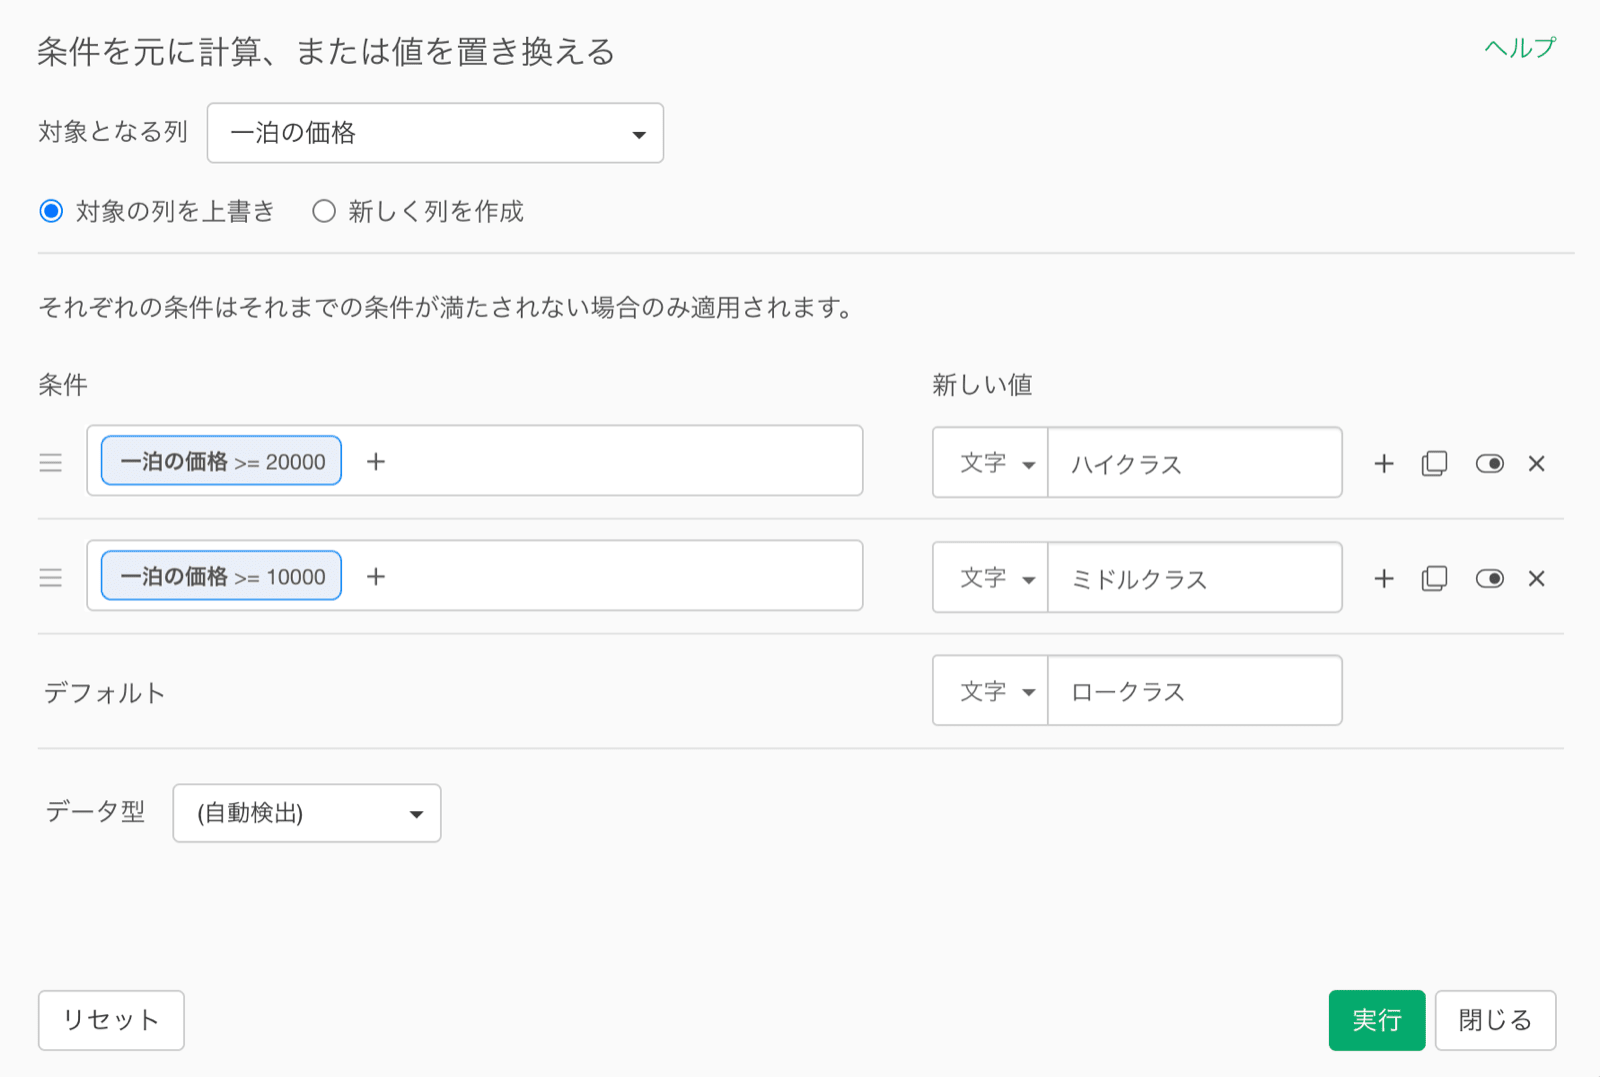 条件を元に計算、または値を置き換える
ヘルプ
対象となる列 一泊の価格
対象の列を上書き 新しく列を作成
それぞれの条件はそれまでの条件が満たされない場合のみ適用されます。
条件 新しい値
一泊の価格 >= 20000 + 文字 ハイクラス
一泊の価格 >= 10000 + 文字 ミドルクラス
デフォルト 文字 ロークラス
データ型 (自動検出)
リセット 実行 閉じる